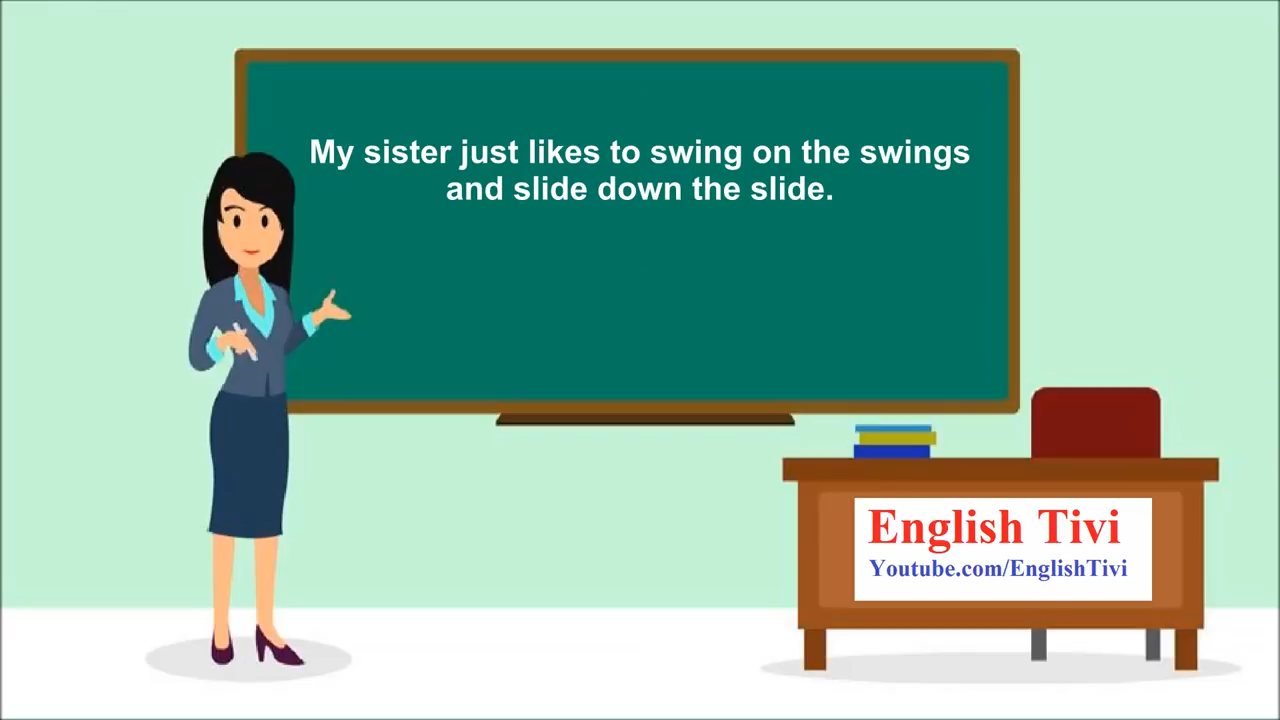 My sister just likes to swing on the swings
and slide down the slide.
English Tivi
Youtube.com/EnglishTivi